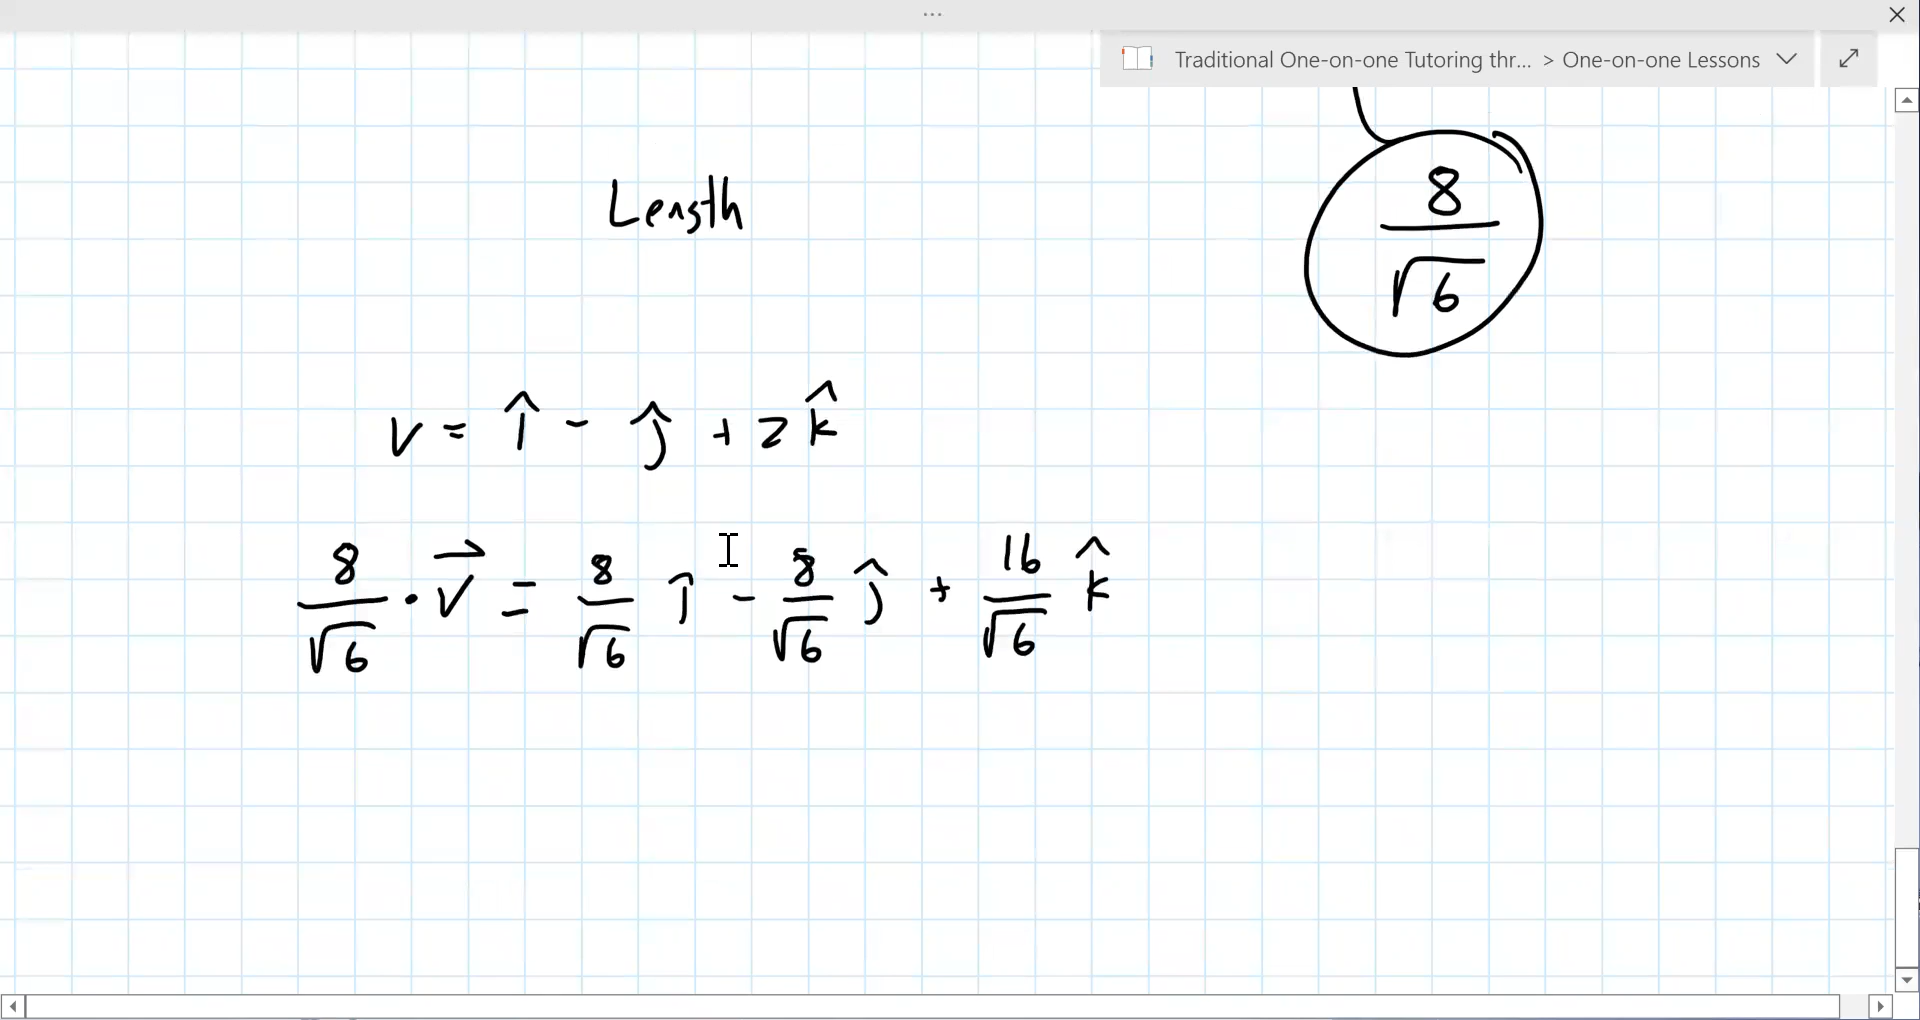 ...
Traditional One-on-one Tutoring thr... > One-on-one Lessons
Length
8/√6
v = î - ĵ + 2k̂
8/√6 · v⃗ = 8/√6 î - 8/√6 ĵ + 16/√6 k̂